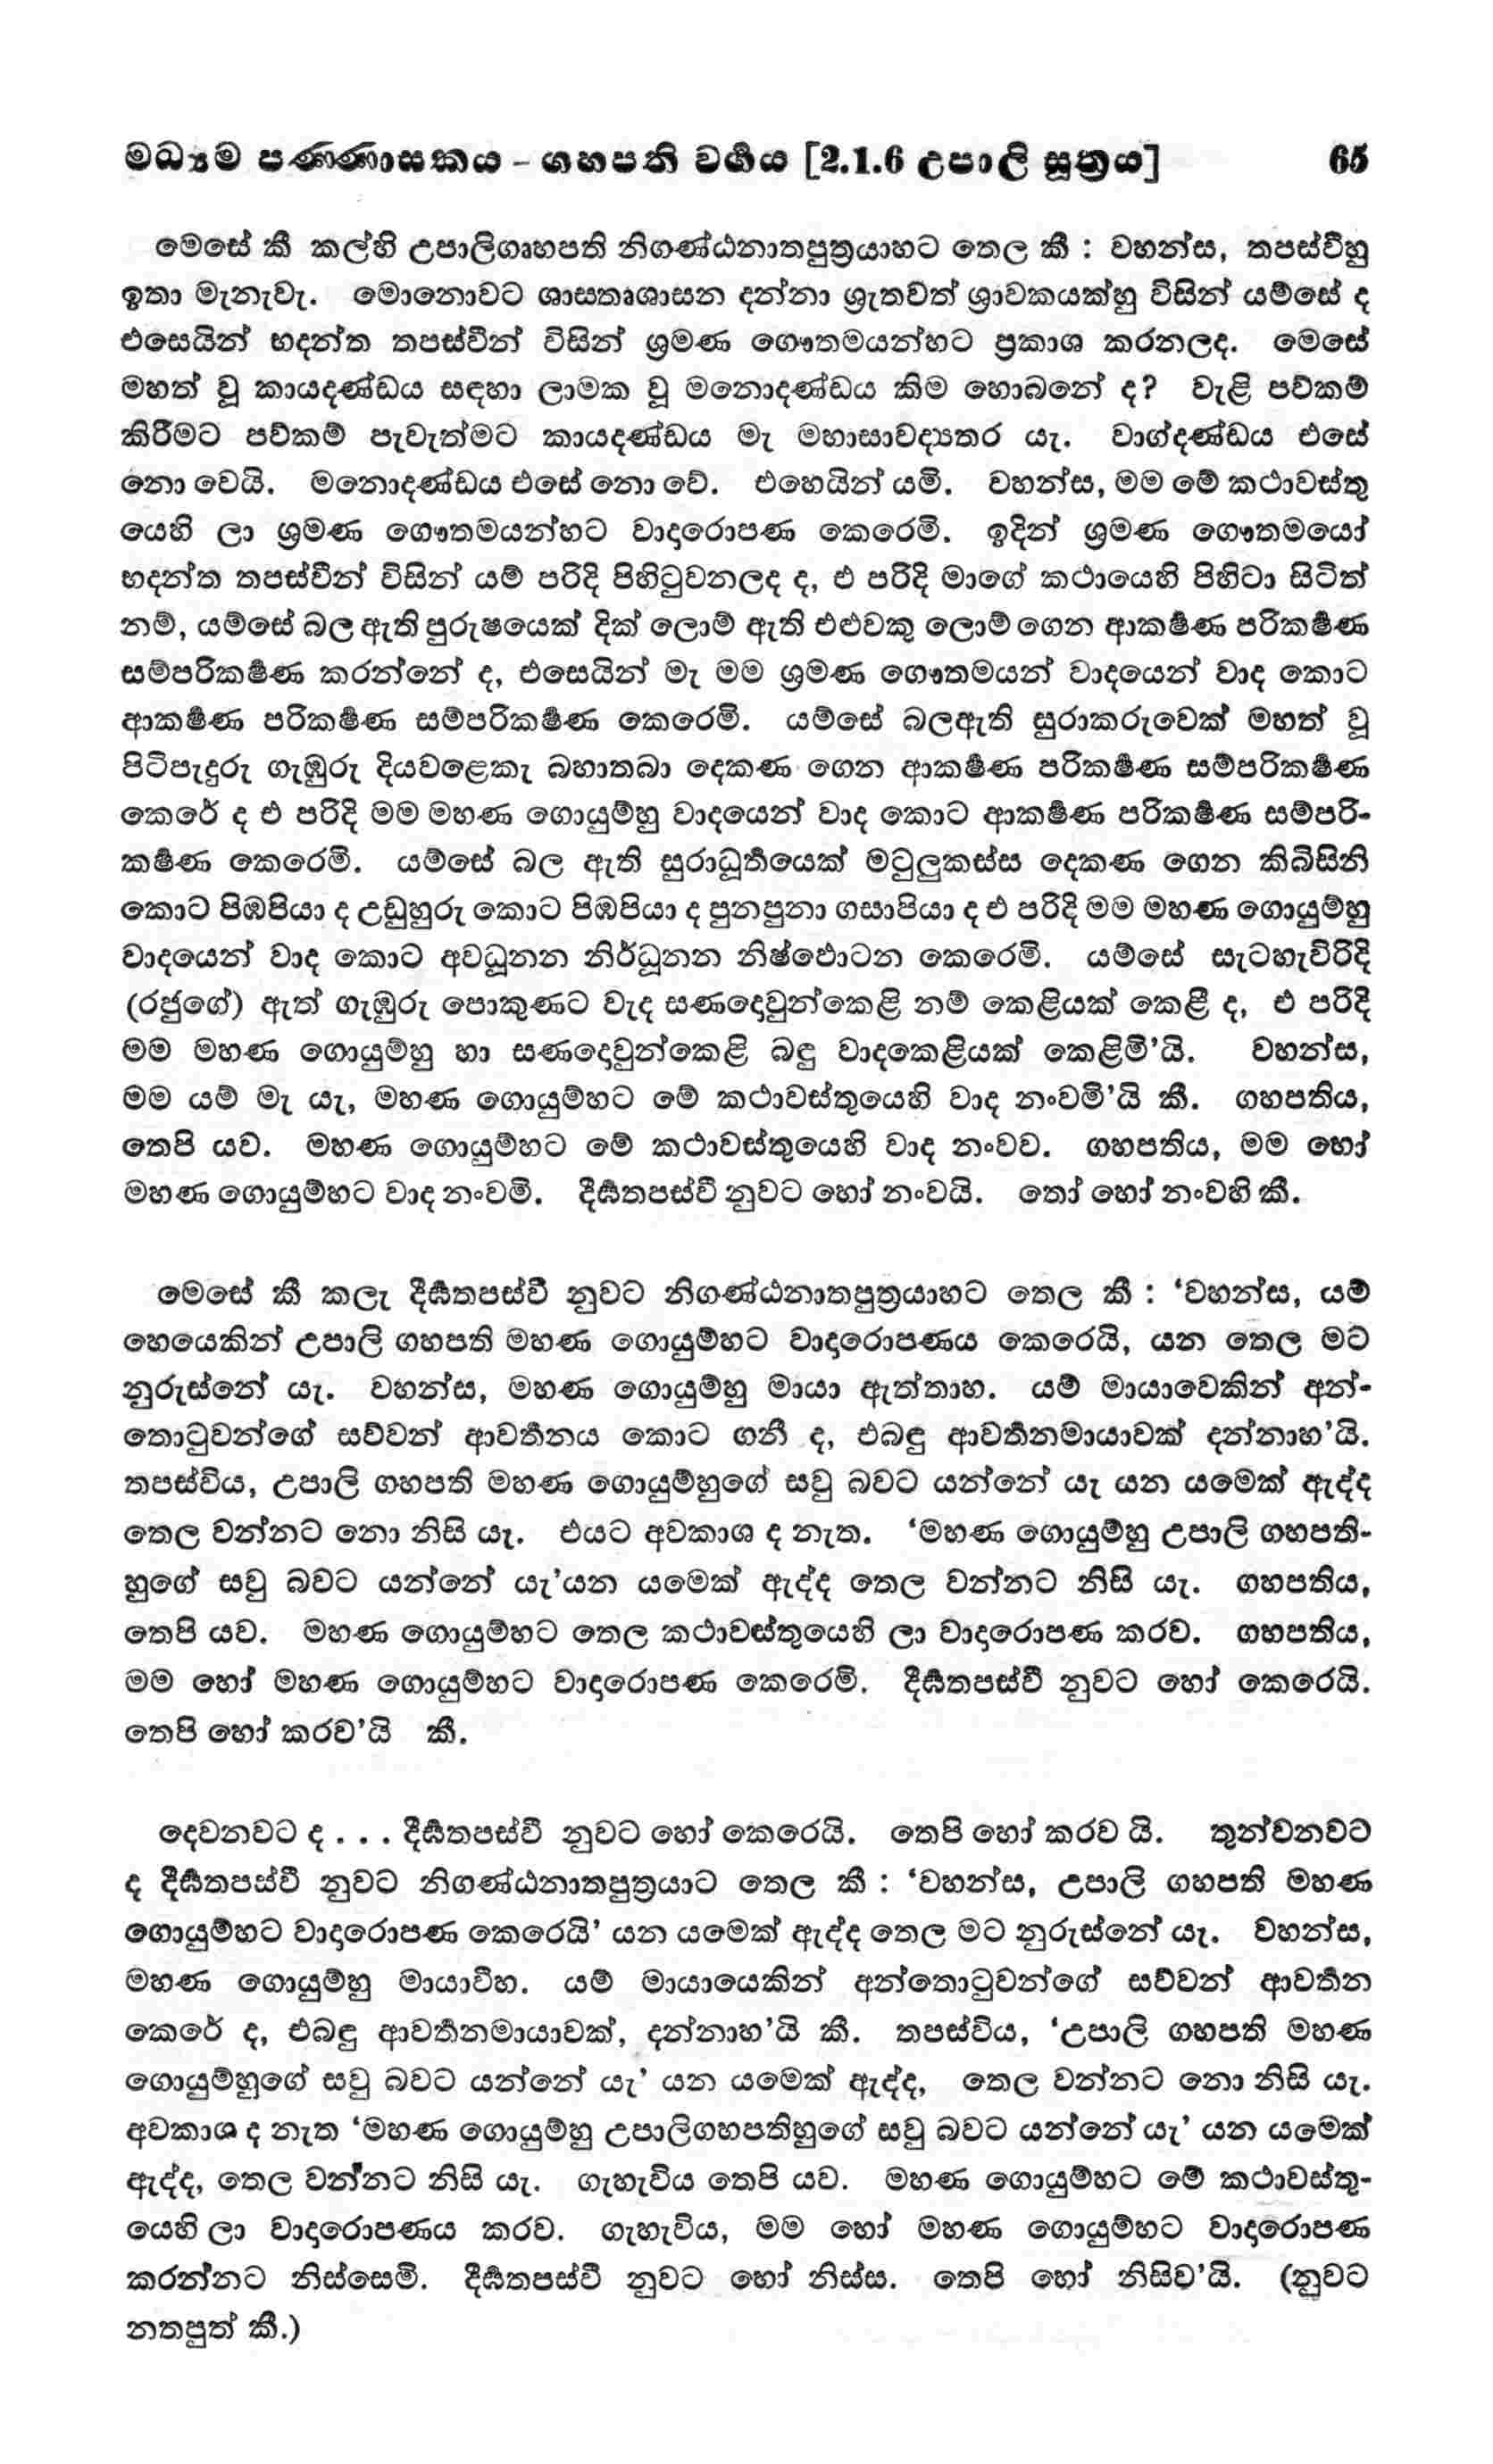 මධ්‍යම පණ්ණාසකය - ගහපති වර්‍ගය [2.1.6 උපාලි සූත්‍රය] 65
මෙසේ කී කල්හි උපාලිගෘහපති නිගණ්ඨනාතපුත්‍රයාහට තෙල කී : වහන්ස, තපස්වීහු
ඉතා මැනැවැ. මොනොවට ශාසතෘශාසන දන්නා ශ්‍රැතවත් ශ්‍රාවකයක්හු විසින් යම්සේ ද
එසෙයින් භදන්ත තපස්වීන් විසින් ශ්‍රමණ ගෞතමයන්හට ප්‍රකාශ කරනලද. මෙසේ
මහත් වූ කායදණ්ඩය සඳහා ලාමක වූ මනොදණ්ඩය කිම හොබනේ ද? වැළි පව්කම්
කිරීමට පව්කම් පැවැත්මට කායදණ්ඩය මැ මහාසාවද්‍යතර යැ. වාග්දණ්ඩය එසේ
නො වෙයි. මනොදණ්ඩය එසේ නො වේ. එහෙයින් යමි. වහන්ස, මම මේ කථාවස්තු
යෙහි ලා ශ්‍රමණ ගෞතමයන්හට වාදාරොපණ කෙරෙමි. ඉදින් ශ්‍රමණ ගෞතමයෝ
භදන්ත තපස්වීන් විසින් යම් පරිදි පිහිටුවනලද ද, එ පරිදි මාගේ කථායෙහි පිහිටා සිටිත්
නම්, යම්සේ බල ඇති පුරුෂයෙක් දික් ලොම් ඇති එළුවකු ලොම් ගෙන ආකර්‍ෂණ පරිකර්‍ෂණ
සම්පරිකර්‍ෂණ කරන්නේ ද, එසෙයින් මැ මම ශ්‍රමණ ගෞතමයන් වාදයෙන් වාද කොට
ආකර්‍ෂණ පරිකර්‍ෂණ සම්පරිකර්‍ෂණ කෙරෙමි. යම්සේ බලඇති සුරාකරුවෙක් මහත් වූ
පිටිපැදුරු ගැඹුරු දියවළෙකැ බහාතබා දෙකණ ගෙන ආකර්‍ෂණ පරිකර්‍ෂණ සම්පරිකර්‍ෂණ
කෙරේ ද එ පරිදි මම මහණ ගොයුම්හු වාදයෙන් වාද කොට ආකර්‍ෂණ පරිකර්‍ෂණ සම්පරි-
කර්‍ෂණ කෙරෙමි. යම්සේ බල ඇති සුරාධූර්‍තයෙක් මටුලුකස්ස දෙකණ ගෙන කිබිසිනි
කොට පිඹපියා ද උඩුහුරු කොට පිඹපියා ද පුනපුනා ගසාපියා ද එ පරිදි මම මහණ ගොයුම්හු
වාදයෙන් වාද කොට අවධූනන නිර්ධූනන නිෂ්ඵොටන කෙරෙමි. යම්සේ සැටහැවිරිදි
(රජුගේ) ඇත් ගැඹුරු පොකුණට වැද සණදොවුන්කෙළි නම් කෙළියක් කෙළී ද, එ පරිදි
මම මහණ ගොයුම්හු හා සණදොවුන්කෙළි බඳු වාදකෙළියක් කෙළිමි’යි. වහන්ස,
මම යම් මැ යැ, මහණ ගොයුම්හට මේ කථාවස්තුයෙහි වාද නංවමි’යි කී. ගහපතිය,
තෙපි යව. මහණ ගොයුම්හට මේ කථාවස්තුයෙහි වාද නංවව. ගහපතිය, මම හෝ
මහණ ගොයුම්හට වාද නංවමි. දීර්‍ඝතපස්වී නුවට හෝ නංවයි. තෝ හෝ නංවහි කී.
මෙසේ කී කලැ දීර්‍ඝතපස්වී නුවට නිගණ්ඨනාතපුත්‍රයාහට තෙල කී : ‘වහන්ස, යම්
හෙයෙකින් උපාලි ගහපති මහණ ගොයුම්හට වාදාරොපණය කෙරෙයි, යන තෙල මට
නුරුස්නේ යැ. වහන්ස, මහණ ගොයුම්හු මායා ඇත්තාහ. යම් මායාවෙකින් අන්-
තොටුවන්ගේ සව්වන් ආවර්‍තනය කොට ගනී ද, එබඳු ආවර්‍තනමායාවක් දන්නාහ’යි.
තපස්විය, උපාලි ගහපති මහණ ගොයුම්හුගේ සවු බවට යන්නේ යැ යන යමෙක් ඇද්ද
තෙල වන්නට නො නිසි යැ. එයට අවකාශ ද නැත. ‘මහණ ගොයුම්හු උපාලි ගහපති-
හුගේ සවු බවට යන්නේ යැ’යන යමෙක් ඇද්ද තෙල වන්නට නිසි යැ. ගහපතිය,
තෙපි යව. මහණ ගොයුම්හට තෙල කථාවස්තුයෙහි ලා වාදාරොපණ කරව. ගහපතිය,
මම හෝ මහණ ගොයුම්හට වාදාරොපණ කෙරෙමි. දීර්‍ඝතපස්වී නුවට හෝ කෙරෙයි.
තෙපි හෝ කරව’යි කී.
දෙවනවට ද . . . දීර්‍ඝතපස්වී නුවට හෝ කෙරෙයි. තෙපි හෝ කරව යි. තුන්වනවට
ද දීර්‍ඝතපස්වී නුවට නිගණ්ඨනාතපුත්‍රයාට තෙල කී : ‘වහන්ස, උපාලි ගහපති මහණ
ගොයුම්හට වාදාරොපණ කෙරෙයි’ යන යමෙක් ඇද්ද තෙල මට නුරුස්නේ යැ. වහන්ස,
මහණ ගොයුම්හු මායාවීහ. යම් මායායෙකින් අන්තොටුවන්ගේ සව්වන් ආවර්‍තන
කෙරේ ද, එබඳු ආවර්‍තනමායාවක්, දන්නාහ’යි කී. තපස්විය, ‘උපාලි ගහපති මහණ
ගොයුම්හුගේ සවු බවට යන්නේ යැ’ යන යමෙක් ඇද්ද, තෙල වන්නට නො නිසි යැ.
අවකාශ ද නැත ‘මහණ ගොයුම්හු උපාලිගහපතිහුගේ සවු බවට යන්නේ යැ’ යන යමෙක්
ඇද්ද, තෙල වන්නට නිසි යැ. ගැහැවිය තෙපි යව. මහණ ගොයුම්හට මේ කථාවස්තු-
යෙහි ලා වාදාරොපණය කරව. ගැහැවිය, මම හෝ මහණ ගොයුම්හට වාදාරොපණ
කරන්නට නිස්සෙමි. දීර්‍ඝතපස්වී නුවට හෝ නිස්ස. තෙපි හෝ නිසිව’යි. (නුවට
නතපුත් කී.)